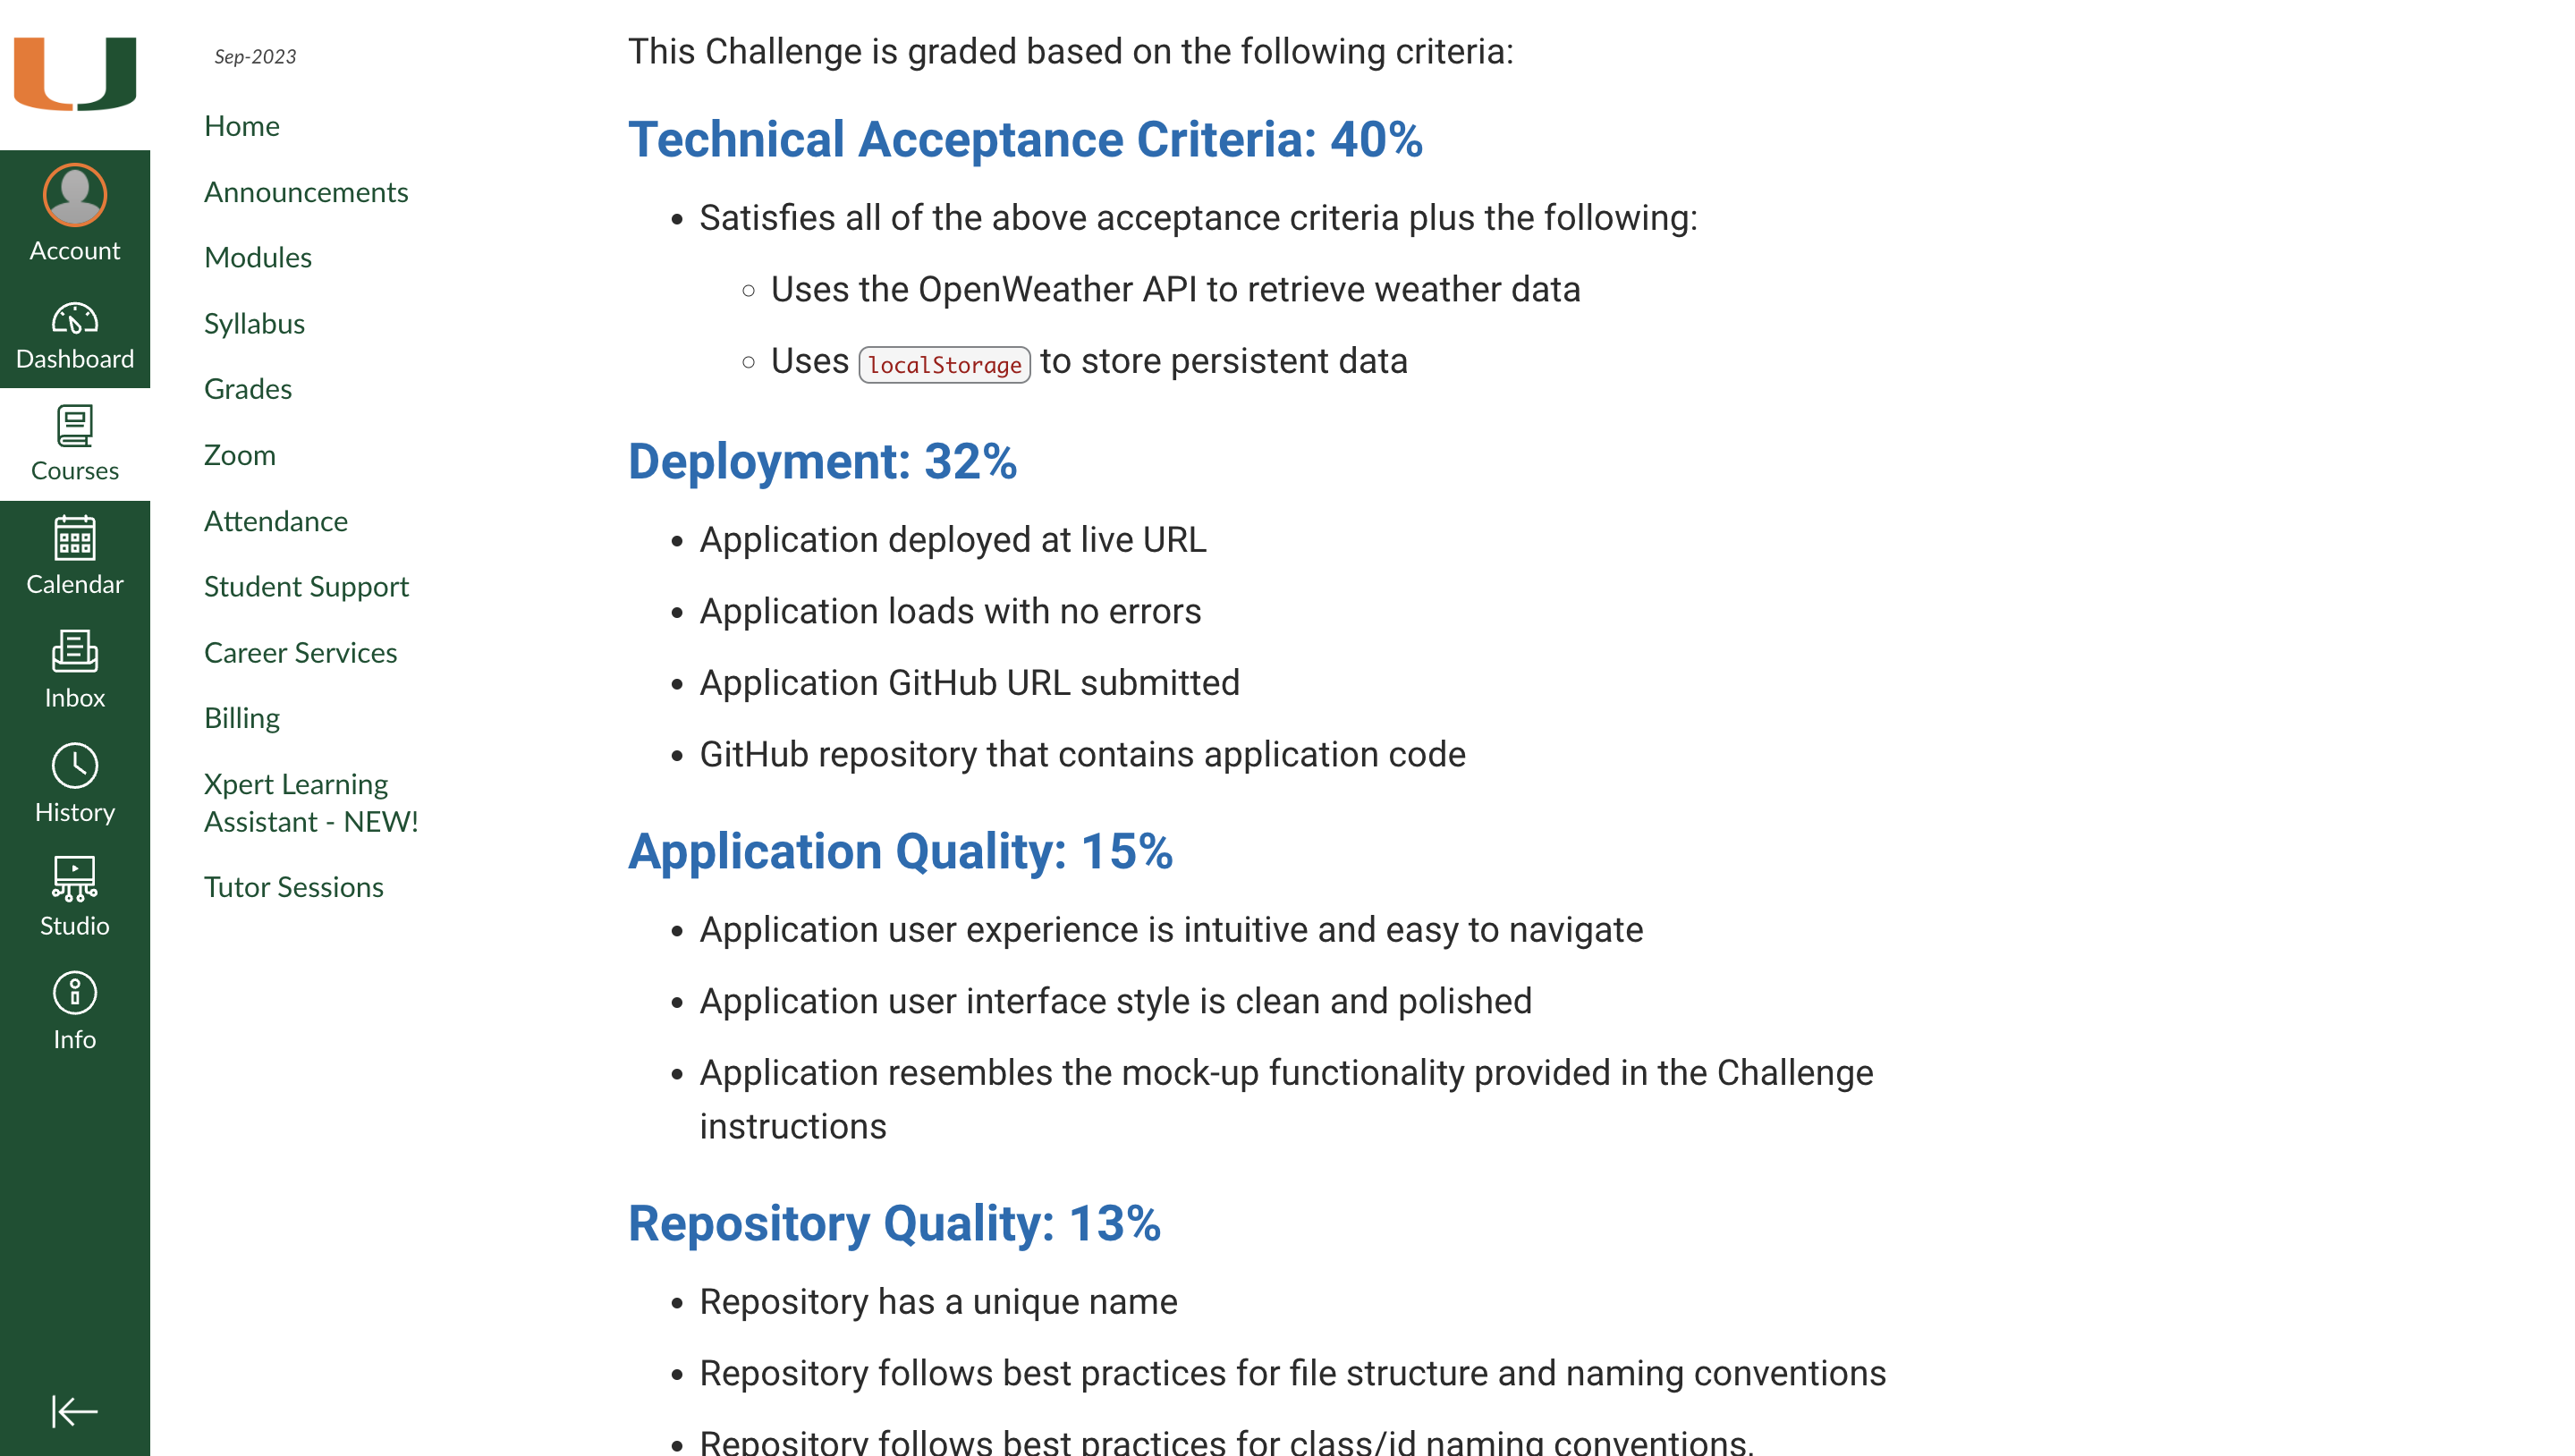 Account
Dashboard
Courses
Calendar
Inbox
History
Studio
Info
Sep-2023
Home
Announcements
Modules
Syllabus
Grades
Zoom
Attendance
Student Support
Career Services
Billing
Xpert Learning
Assistant - NEW!
Tutor Sessions
This Challenge is graded based on the following criteria:
Technical Acceptance Criteria: 40%
• Satisfies all of the above acceptance criteria plus the following:
◦ Uses the OpenWeather API to retrieve weather data
◦ Uses localStorage to store persistent data
Deployment: 32%
• Application deployed at live URL
• Application loads with no errors
• Application GitHub URL submitted
• GitHub repository that contains application code
Application Quality: 15%
• Application user experience is intuitive and easy to navigate
• Application user interface style is clean and polished
• Application resembles the mock-up functionality provided in the Challenge
instructions
Repository Quality: 13%
• Repository has a unique name
• Repository follows best practices for file structure and naming conventions
• Repository follows best practices for class/id naming conventions,